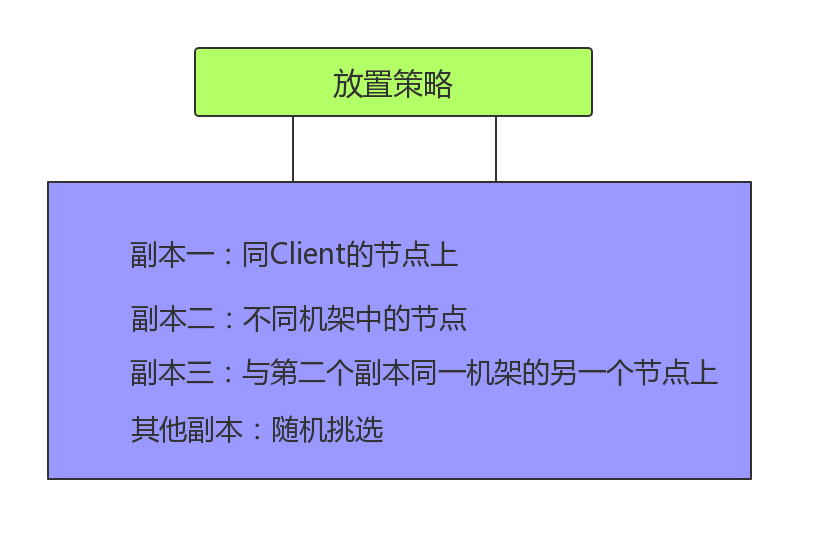 放置策略
副本一：同Client的节点上
副本二：不同机架中的节点
副本三：与第二个副本同一机架的另一个节点上
其他副本：随机挑选